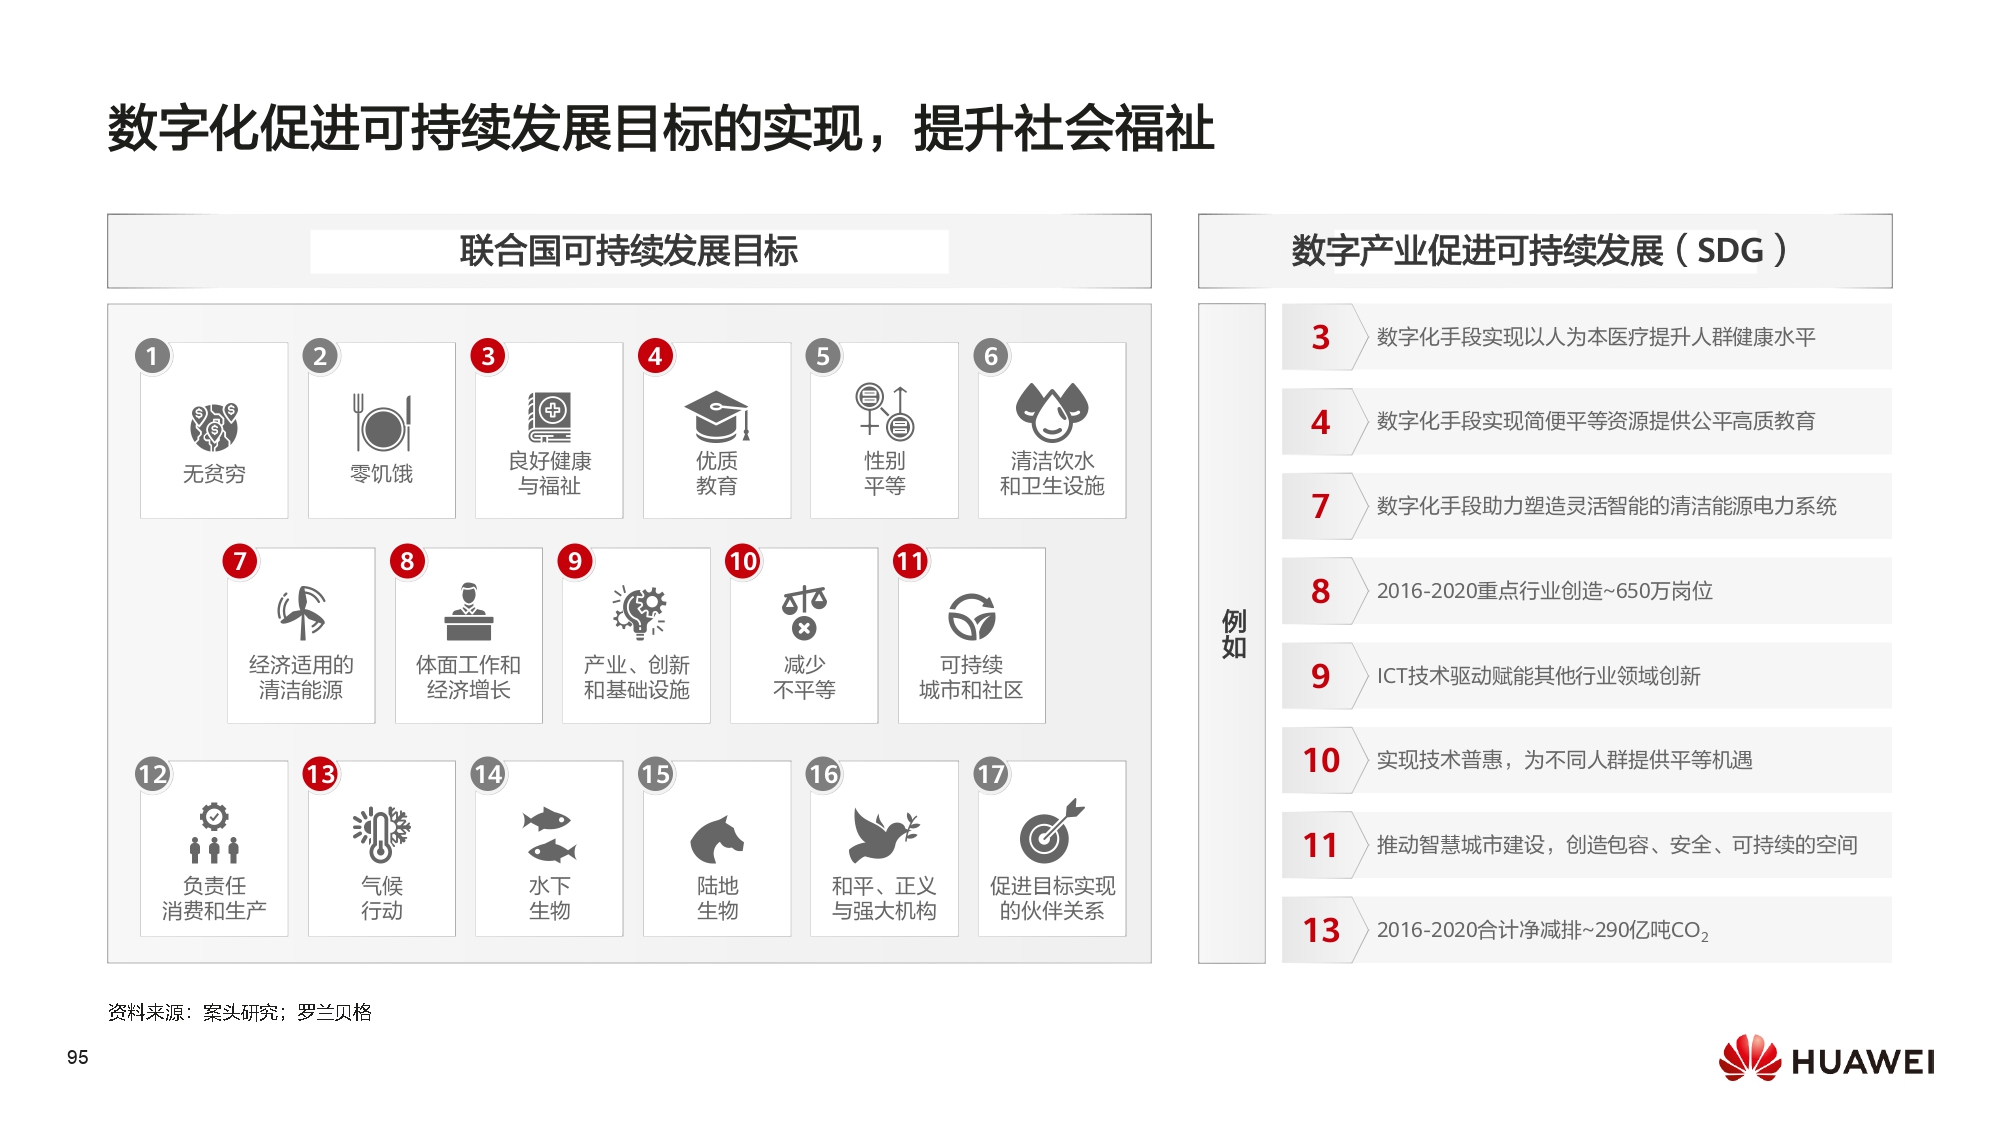 数字化促进可持续发展目标的实现，提升社会福祉
联合国可持续发展目标
1
无贫穷
2
零饥饿
3
良好健康
与福祉
4
优质
教育
5
性别
平等
6
清洁饮水
和卫生设施
7
经济适用的
清洁能源
8
体面工作和
经济增长
9
产业、创新
和基础设施
10
减少
不平等
11
可持续
城市和社区
12
负责任
消费和生产
13
气候
行动
14
水下
生物
15
陆地
生物
16
和平、正义
与强大机构
17
促进目标实现
的伙伴关系
数字产业促进可持续发展（SDG）
例
如
3 数字化手段实现以人为本医疗提升人群健康水平
4 数字化手段实现简便平等资源提供公平高质教育
7 数字化手段助力塑造灵活智能的清洁能源电力系统
8 2016-2020重点行业创造~650万岗位
9 ICT技术驱动赋能其他行业领域创新
10 实现技术普惠，为不同人群提供平等机遇
11 推动智慧城市建设，创造包容、安全、可持续的空间
13 2016-2020合计净减排~290亿吨CO₂
资料来源：案头研究；罗兰贝格
95
HUAWEI